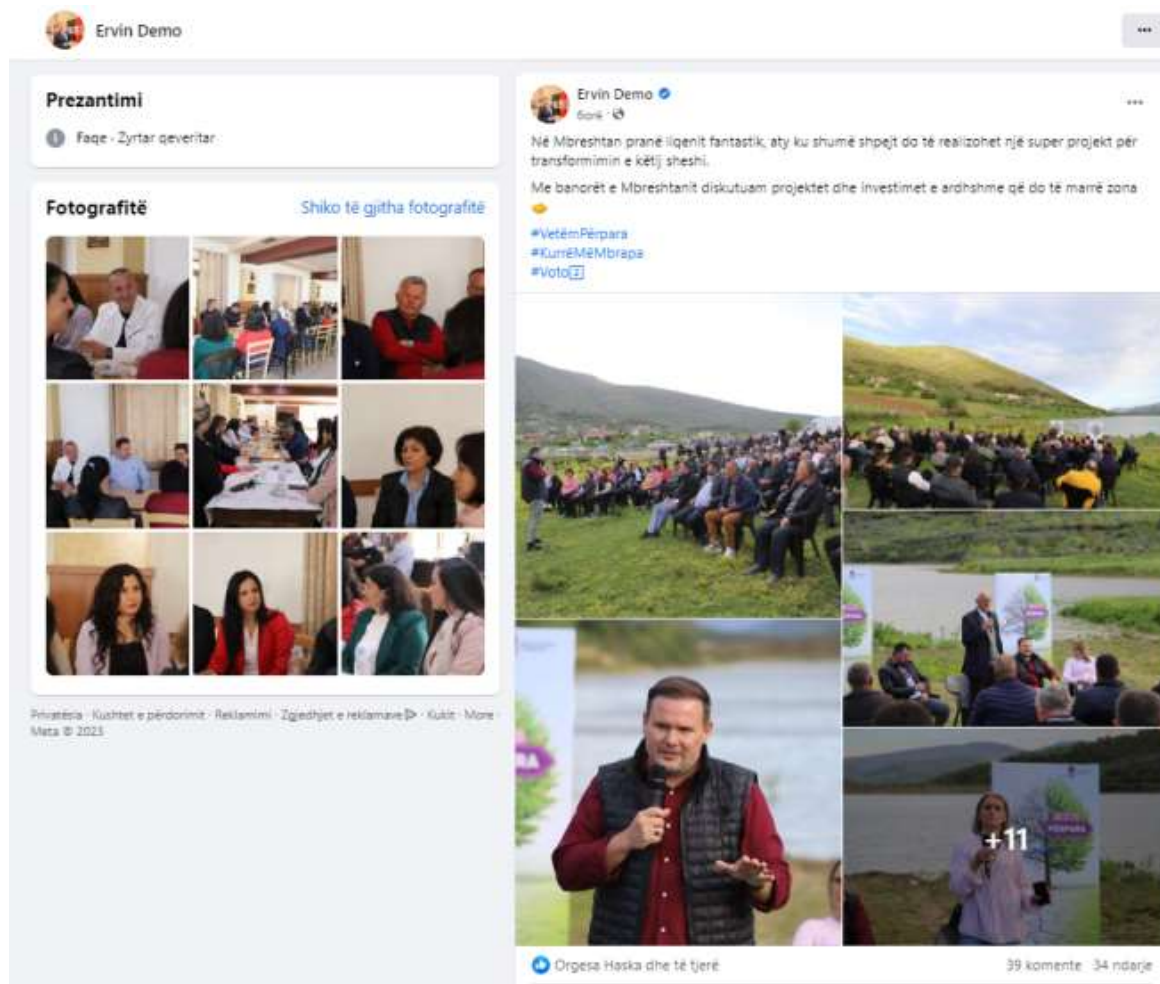 Ervin Demo
Prezantimi
Faqe · Zyrtar qeveritar
Fotografitë
Shiko të gjitha fotografitë
Privatësia · Kushtet e përdorimit · Reklamimi · Zgjedhjet e reklamave · Kukit · More ·
Meta © 2023
Ervin Demo
6orë
Në Mbreshtan pranë liqenit fantastik, aty ku shumë shpejt do të realizohet një super projekt për
transformimin e këtij sheshi.
Me banorët e Mbreshtanit diskutuam projektet dhe investimet e ardhshme që do të marrë zona
#VetëmPërpara
#KurrëMëMbrapa
#Voto2️⃣
PËRPARA
+11
Orgesa Haska dhe të tjerë
39 komente 34 ndarje